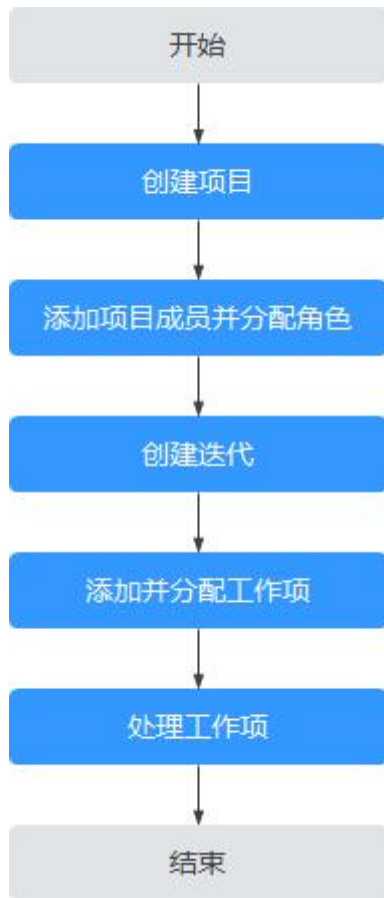 开始
创建项目
添加项目成员并分配角色
创建迭代
添加并分配工作项
处理工作项
结束